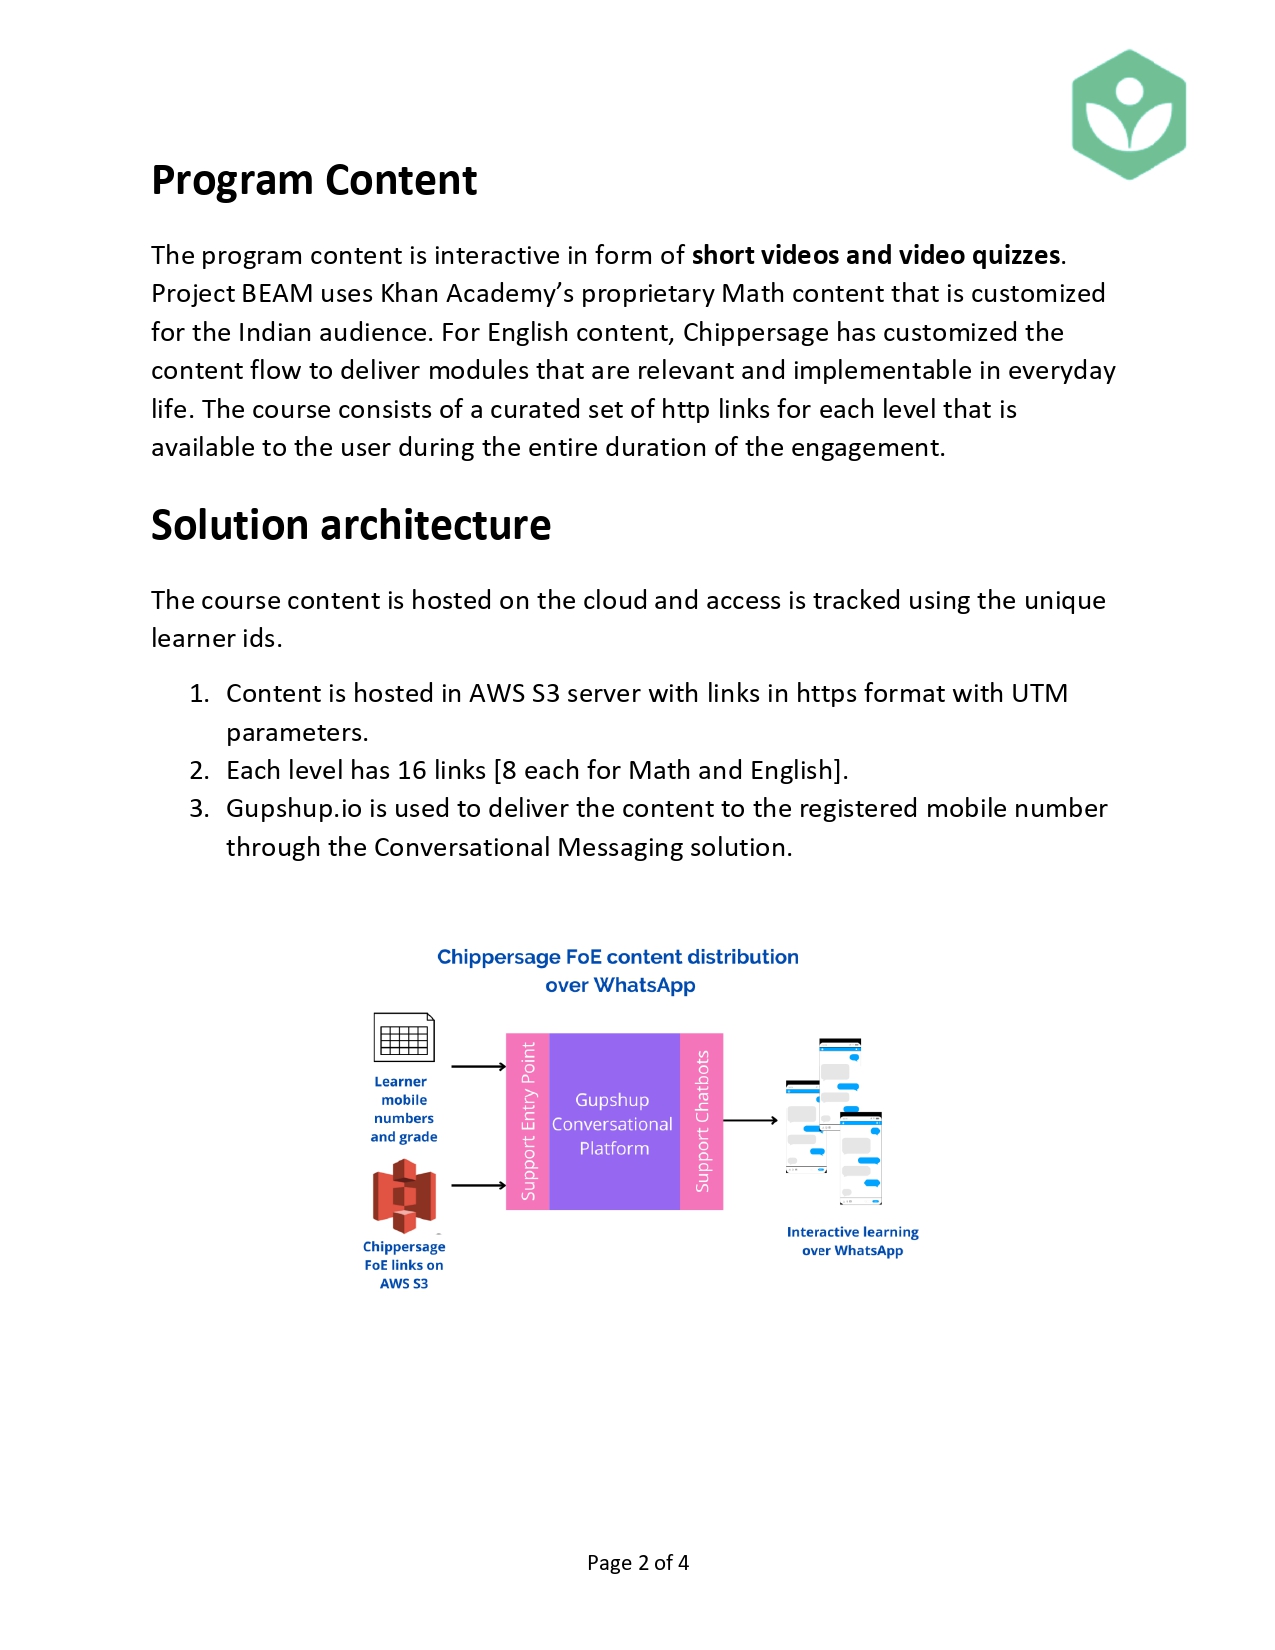 Program Content
The program content is interactive in form of short videos and video quizzes.
Project BEAM uses Khan Academy’s proprietary Math content that is customized
for the Indian audience. For English content, Chippersage has customized the
content flow to deliver modules that are relevant and implementable in everyday
life. The course consists of a curated set of http links for each level that is
available to the user during the entire duration of the engagement.
Solution architecture
The course content is hosted on the cloud and access is tracked using the unique
learner ids.
1. Content is hosted in AWS S3 server with links in https format with UTM
parameters.
2. Each level has 16 links [8 each for Math and English].
3. Gupshup.io is used to deliver the content to the registered mobile number
through the Conversational Messaging solution.
Chippersage FoE content distribution
over WhatsApp
Learner
mobile
numbers
and grade
Chippersage
FoE links on
AWS S3
Support Entry Point
Gupshup
Conversational
Platform
Support Chatbots
Interactive learning
over WhatsApp
Page 2 of 4